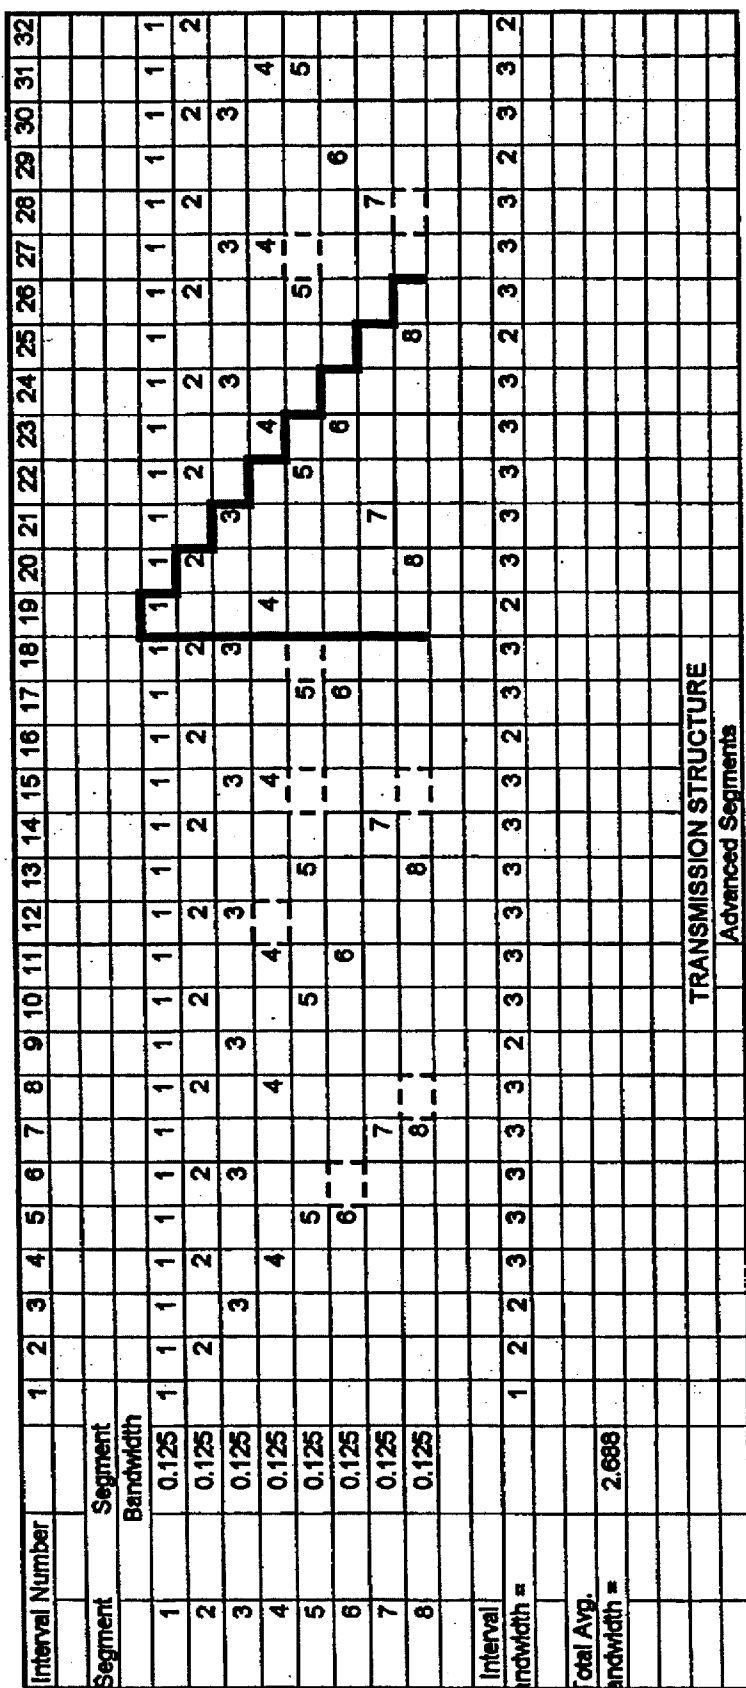 Interval Number 1 2 3 4 5 6 7 8 9 10 11 12 13 14 15 16 17 18 19 20 21 22 23 24 25 26 27 28 29 30 31 32
Segment Segment
Bandwidth
1 0.125 1 1 1 1 1 1 1 1 1 1 1 1 1 1 1 1 1 1 1 1 1 1 1 1 1 1 1 1 1 1 1 1
2 0.125 2 2 2 2 2 2 2 2 2 2 2 2 2 2 2 2
3 0.125 3 3 3 3 3 3 3 3 3 3
4 0.125 4 4 4 4 4 4 4 4
5 0.125 5 5 5 5 5 5 5
6 0.125 6 6 6 6 6
7 0.125 7 7 7 7
8 0.125 8 8 8 8
Interval
ndwidth = 1 2 2 3 3 3 3 3 2 3 3 3 3 3 3 2 3 3 2 3 3 3 3 3 2 3 3 3 2 3 3 2
otal Avg.
andwidth = 2.688
TRANSMISSION STRUCTURE
Advanced Segments